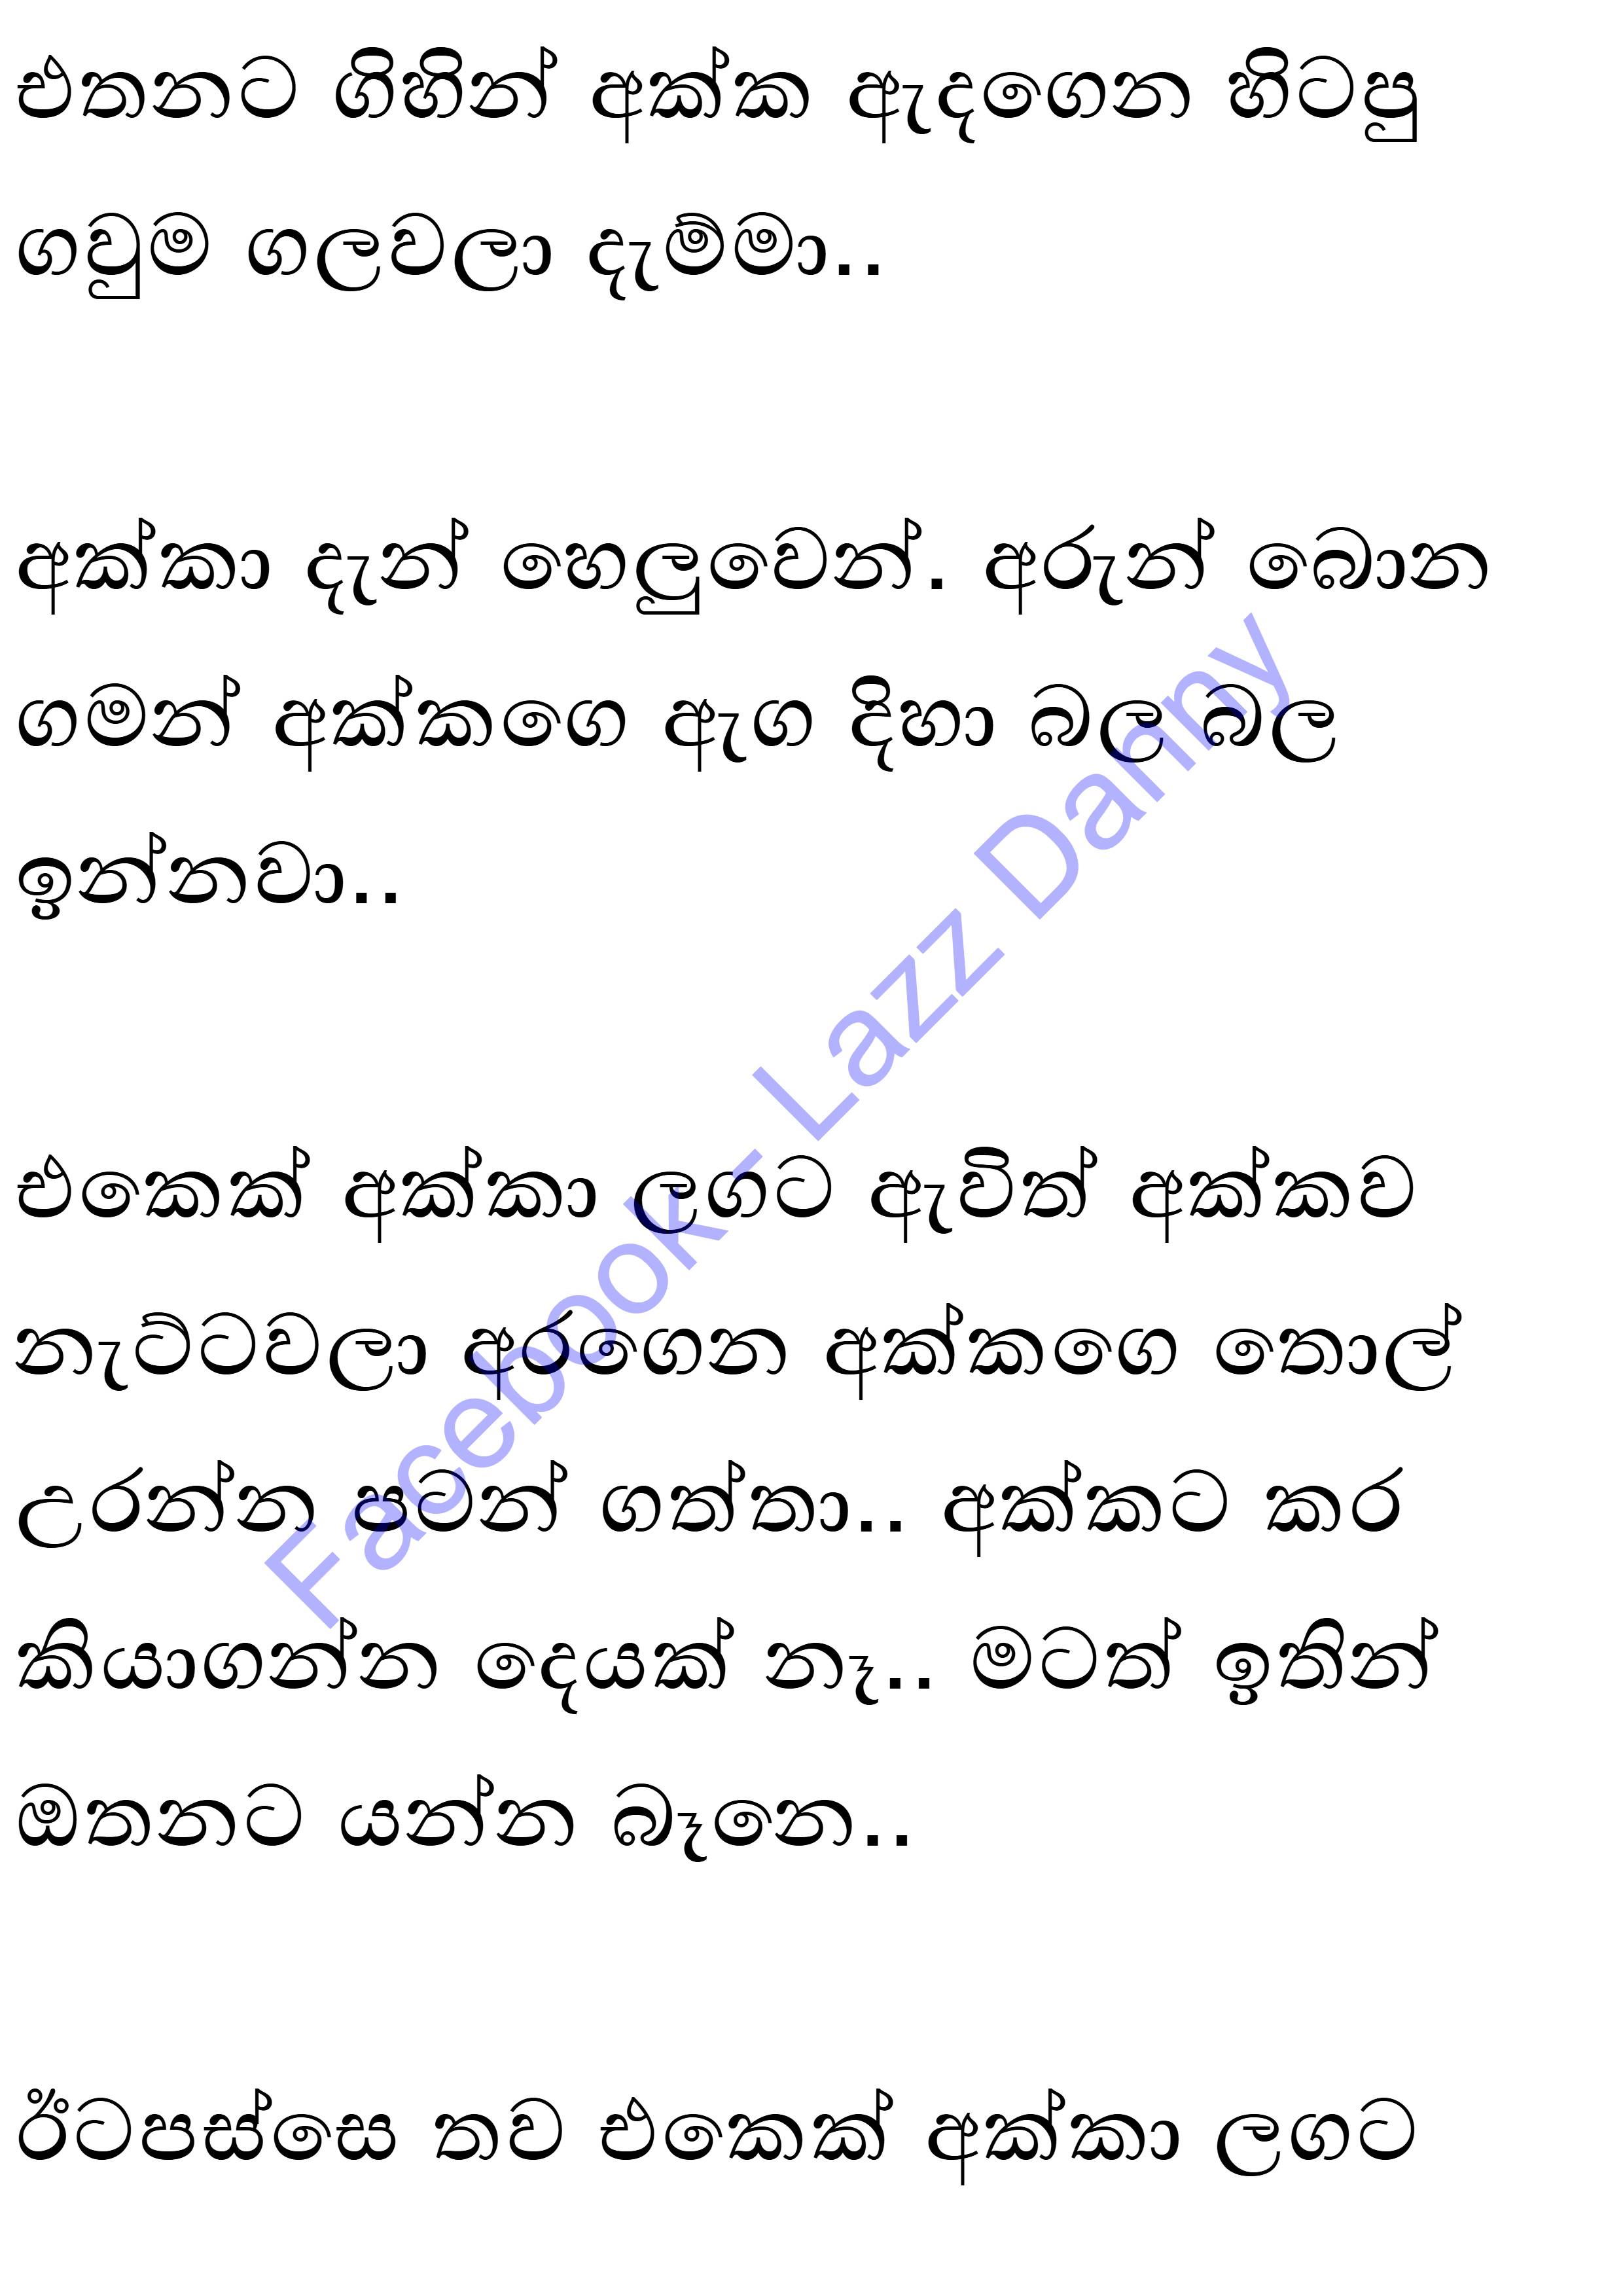 එතනට ගිහින් අක්ක ඇදගෙන හිටපු
ගවුම ගලවලා දැම්මා..
අක්කා දැන් හෙලුවෙන්. අරුන් බොන
ගමන් අක්කගෙ ඇග දිහා බල බල
ඉන්නවා..
එකෙක් අක්කා ලගට ඇවිත් අක්කව
නැට්ටවලා අරගෙන අක්කගෙ තොල්
උරන්න පටන් ගත්තා.. අක්කට කර
කියාගන්න දෙයක් නෑ.. මටත් ඉතින්
ඔතනට යන්න බෑනෙ..
ඊටපස්සෙ තව එකෙක් අක්කා ලගට
Facebook- Lazz Danny